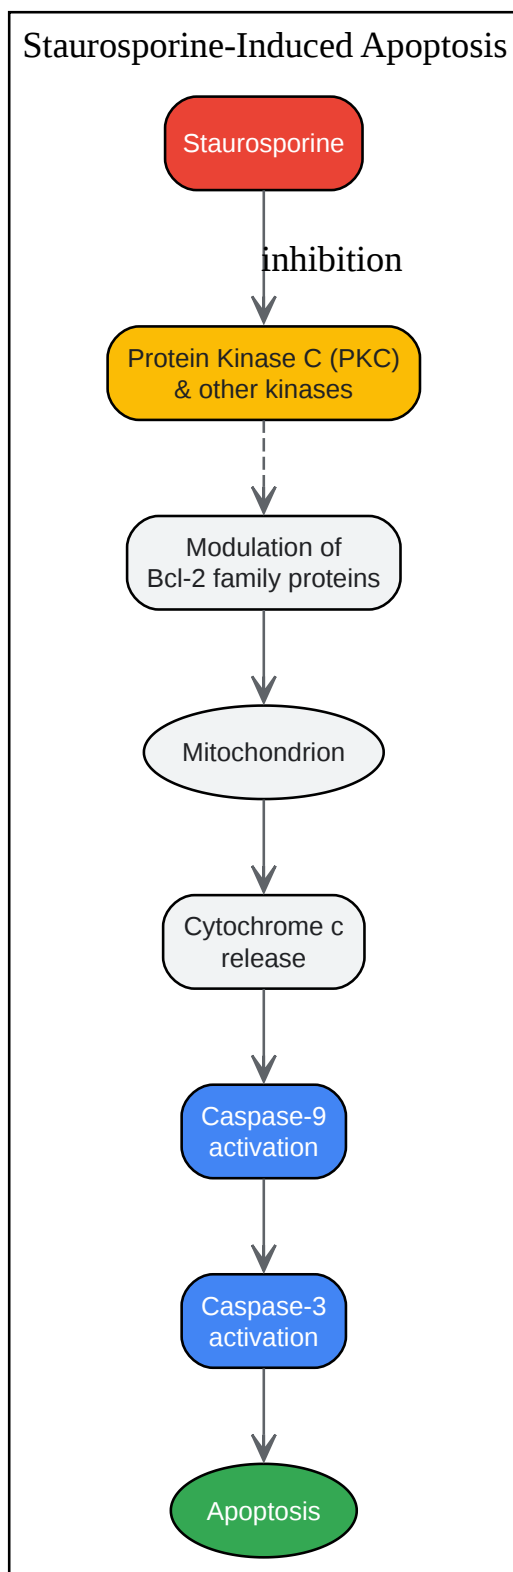 Staurosporine-Induced Apoptosis
Staurosporine
inhibition
Protein Kinase C (PKC)
& other kinases
Modulation of
Bcl-2 family proteins
Mitochondrion
Cytochrome c
release
Caspase-9
activation
Caspase-3
activation
Apoptosis